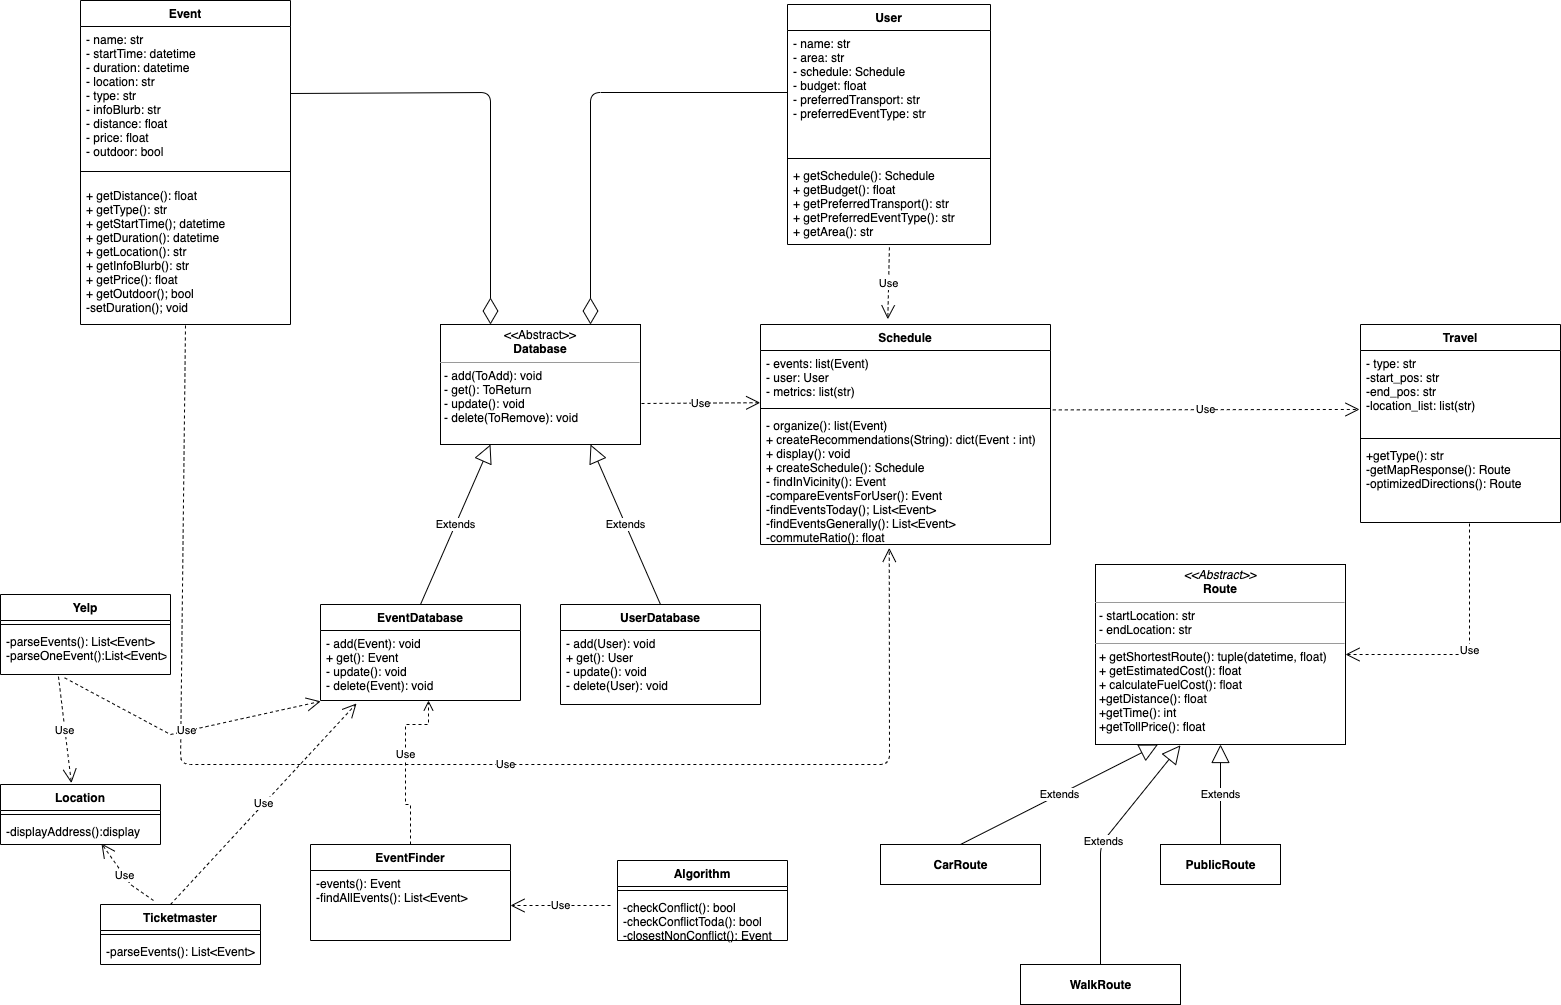 Event
- name: str
- startTime: datetime
- duration: datetime
- location: str
- type: str
- infoBlurb: str
- distance: float
- price: float
- outdoor: bool
+ getDistance(): float
+ getType(): str
+ getStartTime(); datetime
+ getDuration(): datetime
+ getLocation(): str
+ getInfoBlurb(): str
+ getPrice(): float
+ getOutdoor(); bool
-setDuration(); void
User
- name: str
- area: str
- schedule: Schedule
- budget: float
- preferredTransport: str
- preferredEventType: str
+ getSchedule(): Schedule
+ getBudget(): float
+ getPreferredTransport(): str
+ getPreferredEventType(): str
+ getArea(): str
Use
<<Abstract>>
Database
- add(ToAdd): void
- get(): ToReturn
- update(): void
- delete(ToRemove): void
Use
Schedule
- events: list(Event)
- user: User
- metrics: list(str)
- organize(): list(Event)
+ createRecommendations(String): dict(Event : int)
+ display(): void
+ createSchedule(): Schedule
- findInVicinity(): Event
-compareEventsForUser(): Event
-findEventsToday(); List<Event>
-findEventsGenerally(): List<Event>
-commuteRatio(): float
Use
Travel
- type: str
-start_pos: str
-end_pos: str
-location_list: list(str)
+getType(): str
-getMapResponse(): Route
-optimizedDirections(): Route
Extends
Extends
Use
<<Abstract>>
Route
- startLocation: str
- endLocation: str
+ getShortestRoute(): tuple(datetime, float)
+ getEstimatedCost(): float
+ calculateFuelCost(): float
+getDistance(): float
+getTime(): int
+getTollPrice(): float
Yelp
-parseEvents(): List<Event>
-parseOneEvent():List<Event>
EventDatabase
- add(Event): void
+ get(): Event
- update(): void
- delete(Event): void
UserDatabase
- add(User): void
+ get(): User
- update(): void
- delete(User): void
Use
Use
Use
Use
Use
Location
-displayAddress():display
Use
Ticketmaster
-parseEvents(): List<Event>
EventFinder
-events(): Event
-findAllEvents(): List<Event>
Use
Algorithm
-checkConflict(): bool
-checkConflictToda(): bool
-closestNonConflict(): Event
Extends
Extends
Extends
CarRoute
PublicRoute
WalkRoute